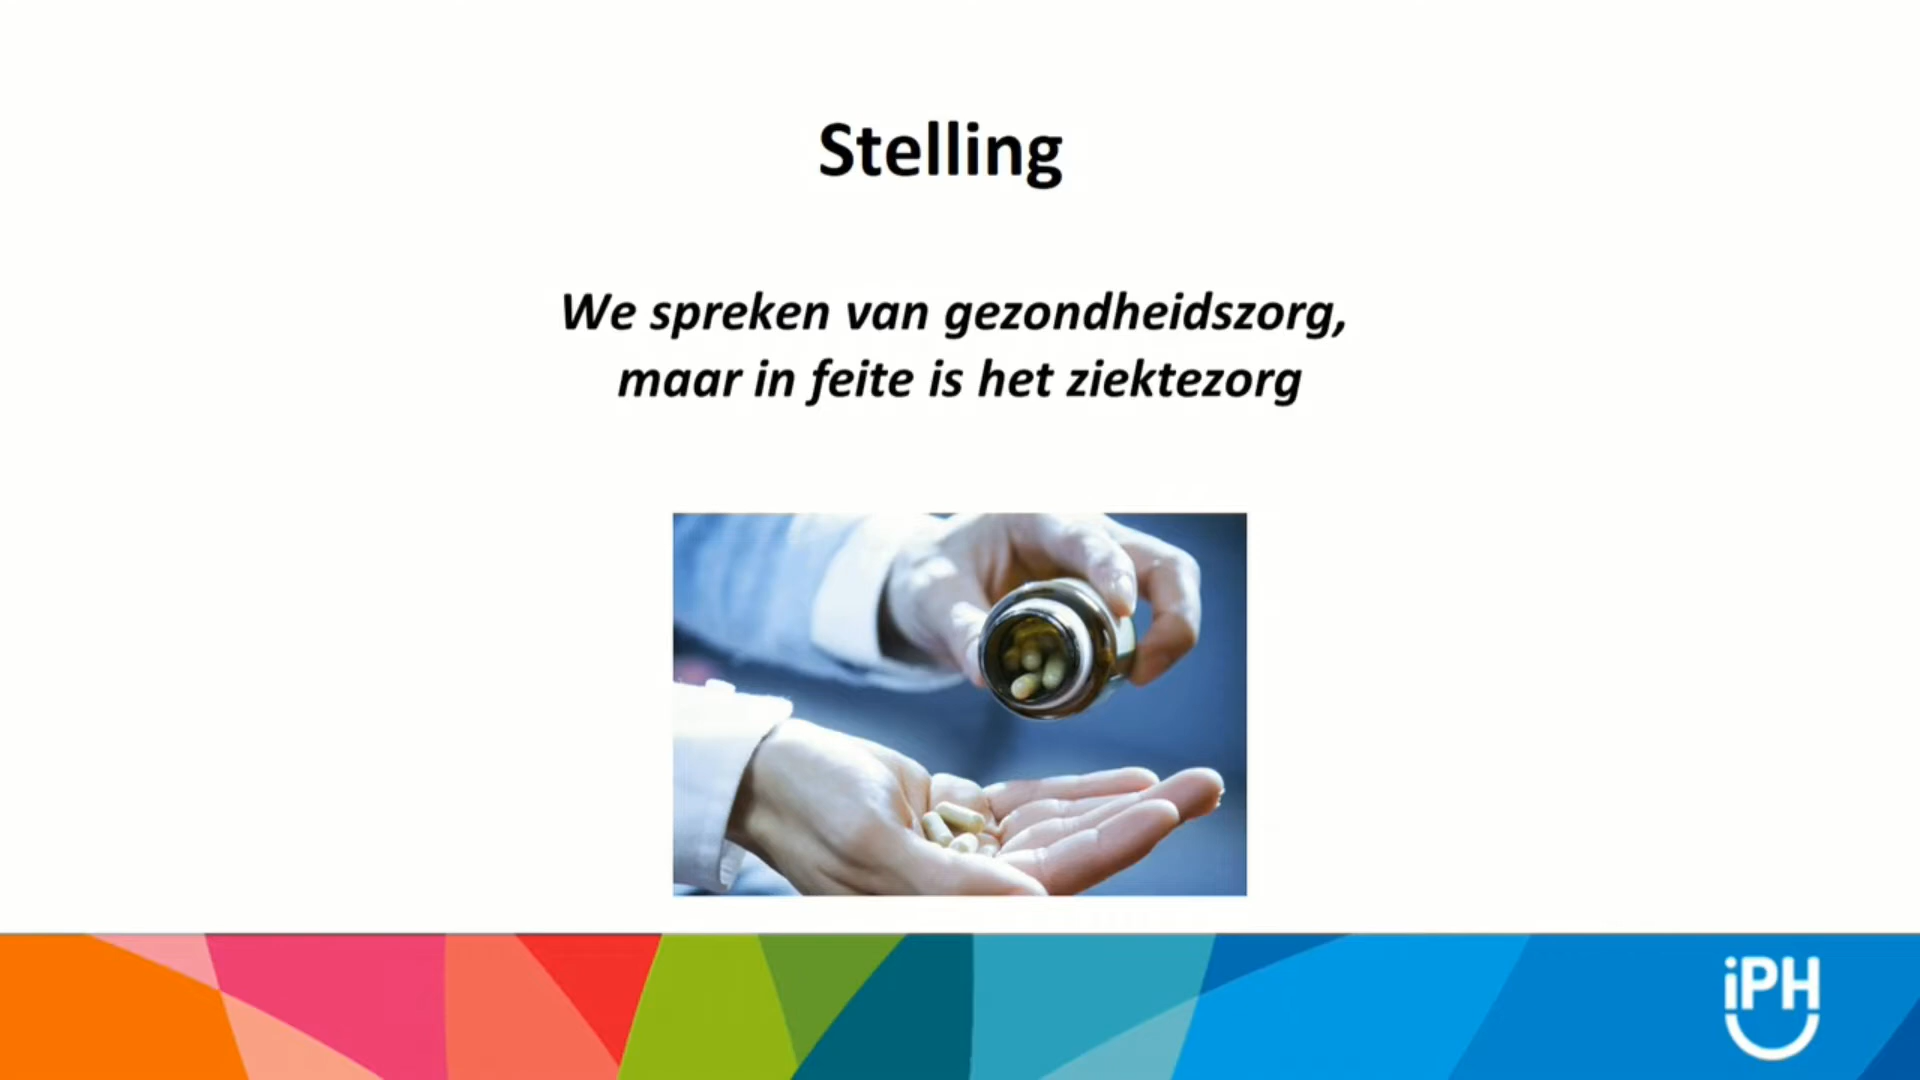 Stelling
We spreken van gezondheidszorg,
maar in feite is het ziektezorg
iPH